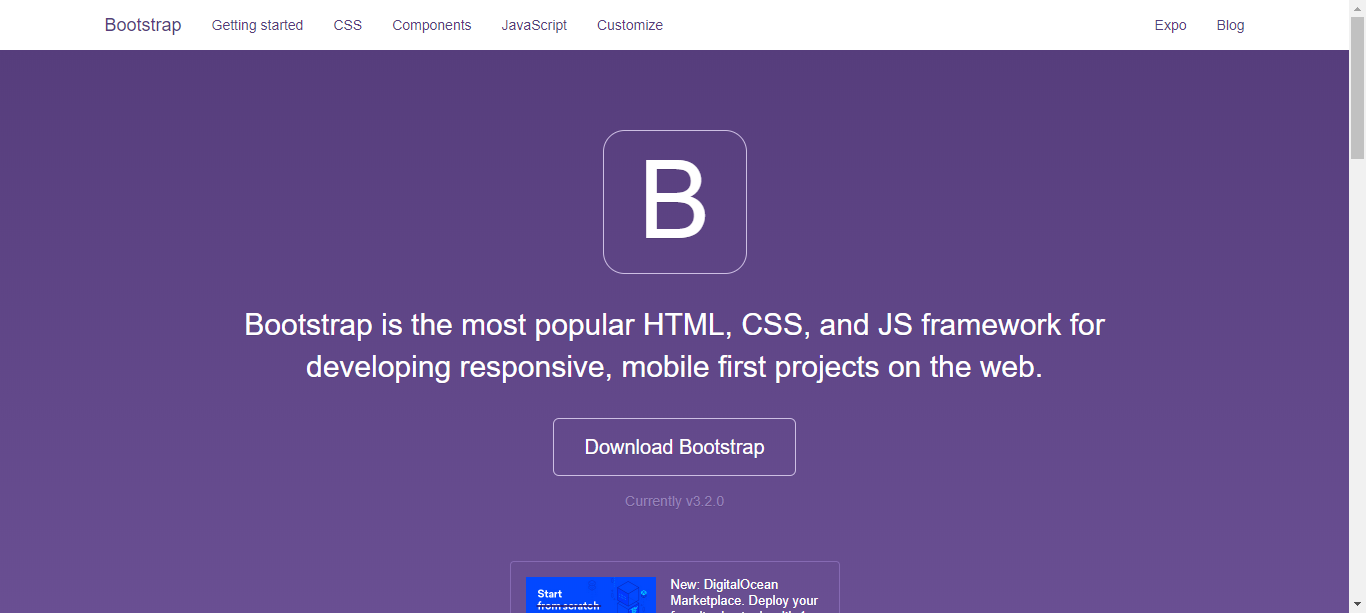 Bootstrap Getting started CSS Components JavaScript Customize Expo Blog
B
Bootstrap is the most popular HTML, CSS, and JS framework for
developing responsive, mobile first projects on the web.
Download Bootstrap
Currently v3.2.0
Start
from scratch
New: DigitalOcean
Marketplace. Deploy your